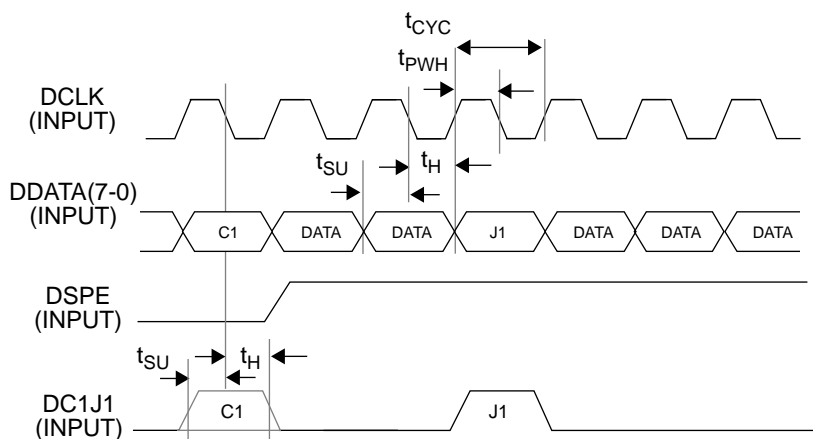 tCYC
tPWH
DCLK
(INPUT)
tSU
tH
DDATA(7-0)
(INPUT)
C1
DATA
DATA
J1
DATA
DATA
DATA
DSPE
(INPUT)
tSU
tH
DC1J1
(INPUT)
C1
J1